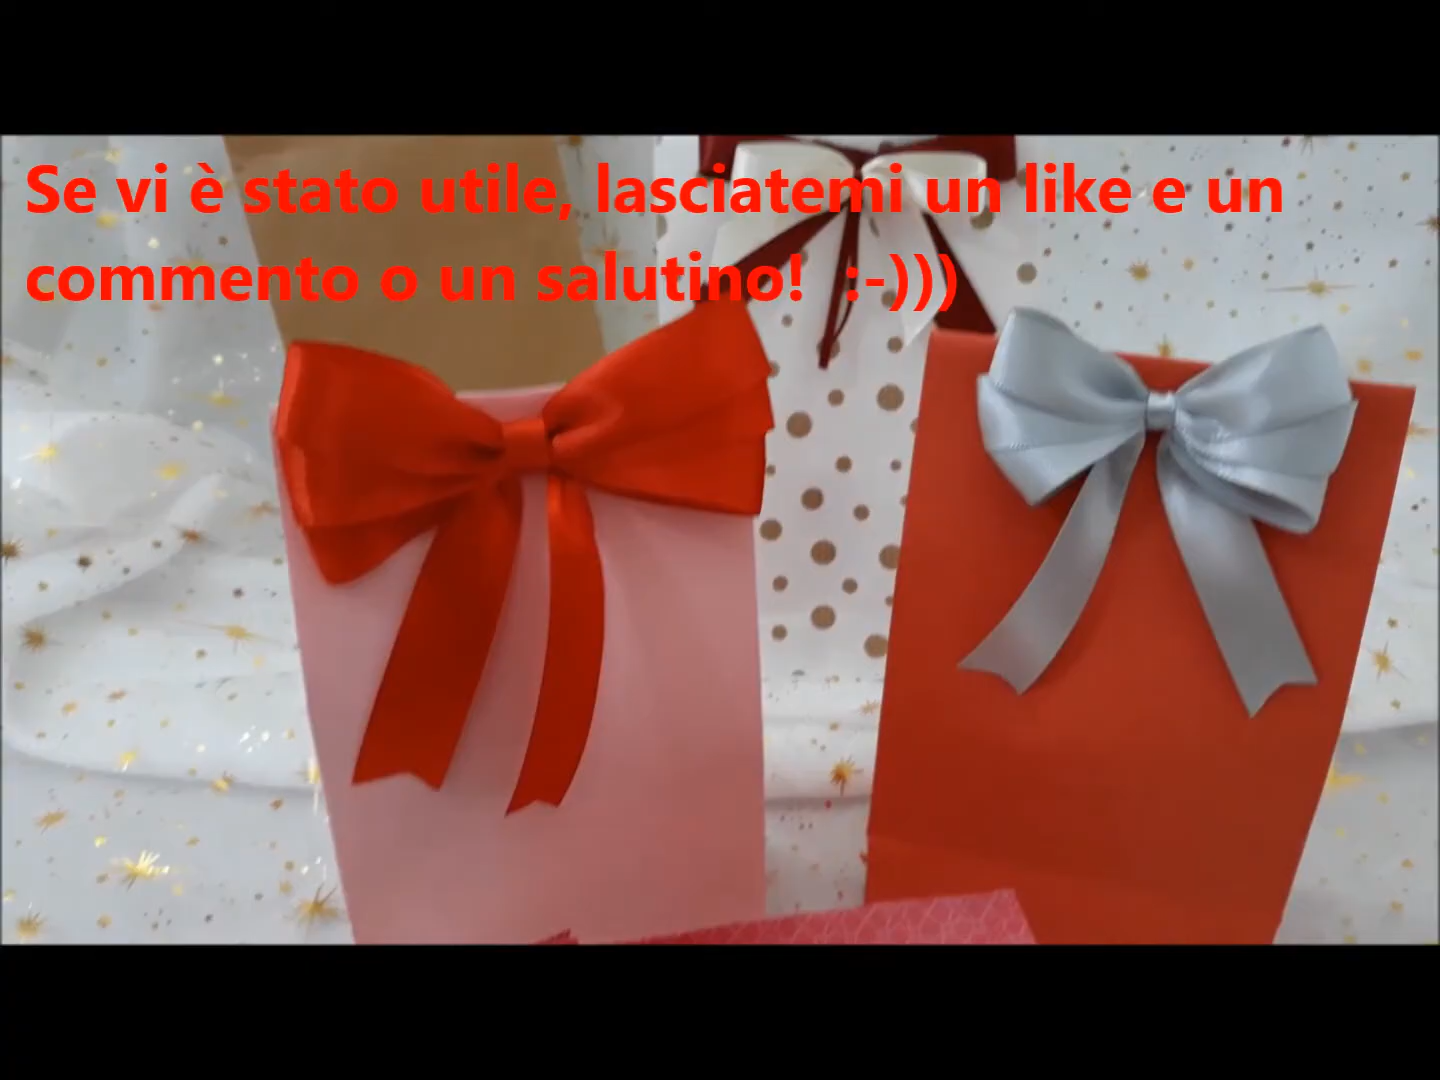 Se vi è stato utile, lasciatemi un like e un
commento o un salutino!  :-)))